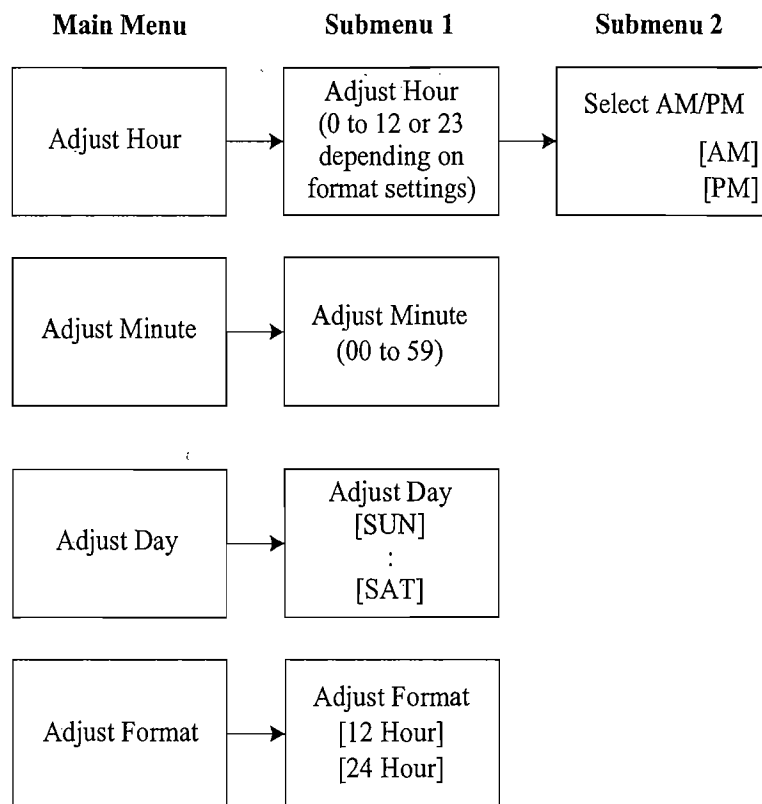 Main Menu
Submenu 1
Submenu 2
Adjust Hour
Adjust Hour
(0 to 12 or 23
depending on
format settings)
Select AM/PM
[AM]
[PM]
Adjust Minute
Adjust Minute
(00 to 59)
Adjust Day
Adjust Day
[SUN]
:
[SAT]
Adjust Format
Adjust Format
[12 Hour]
[24 Hour]